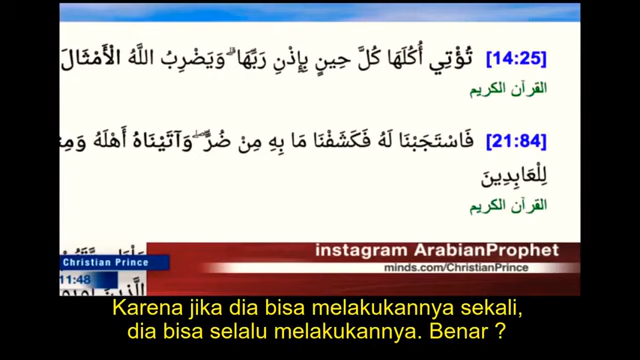 [14:25] تُؤْتِي أُكُلَهَا كُلَّ حِينٍ بِإِذْنِ رَبِّهَا ۗ وَيَضْرِبُ اللَّهُ الْأَمْثَالَ
القرآن الكريم
[21:84] فَاسْتَجَبْنَا لَهُ فَكَشَفْنَا مَا بِهِ مِنْ ضُرٍّ ۖ وَآتَيْنَاهُ أَهْلَهُ
لِلْعَابِدِينَ
القرآن الكريم
instagram ArabianProphet
Christian Prince
minds.com/ChristianPrince
11:48
Karena jika dia bisa melakukannya sekali,
dia bisa selalu melakukannya. Benar ?